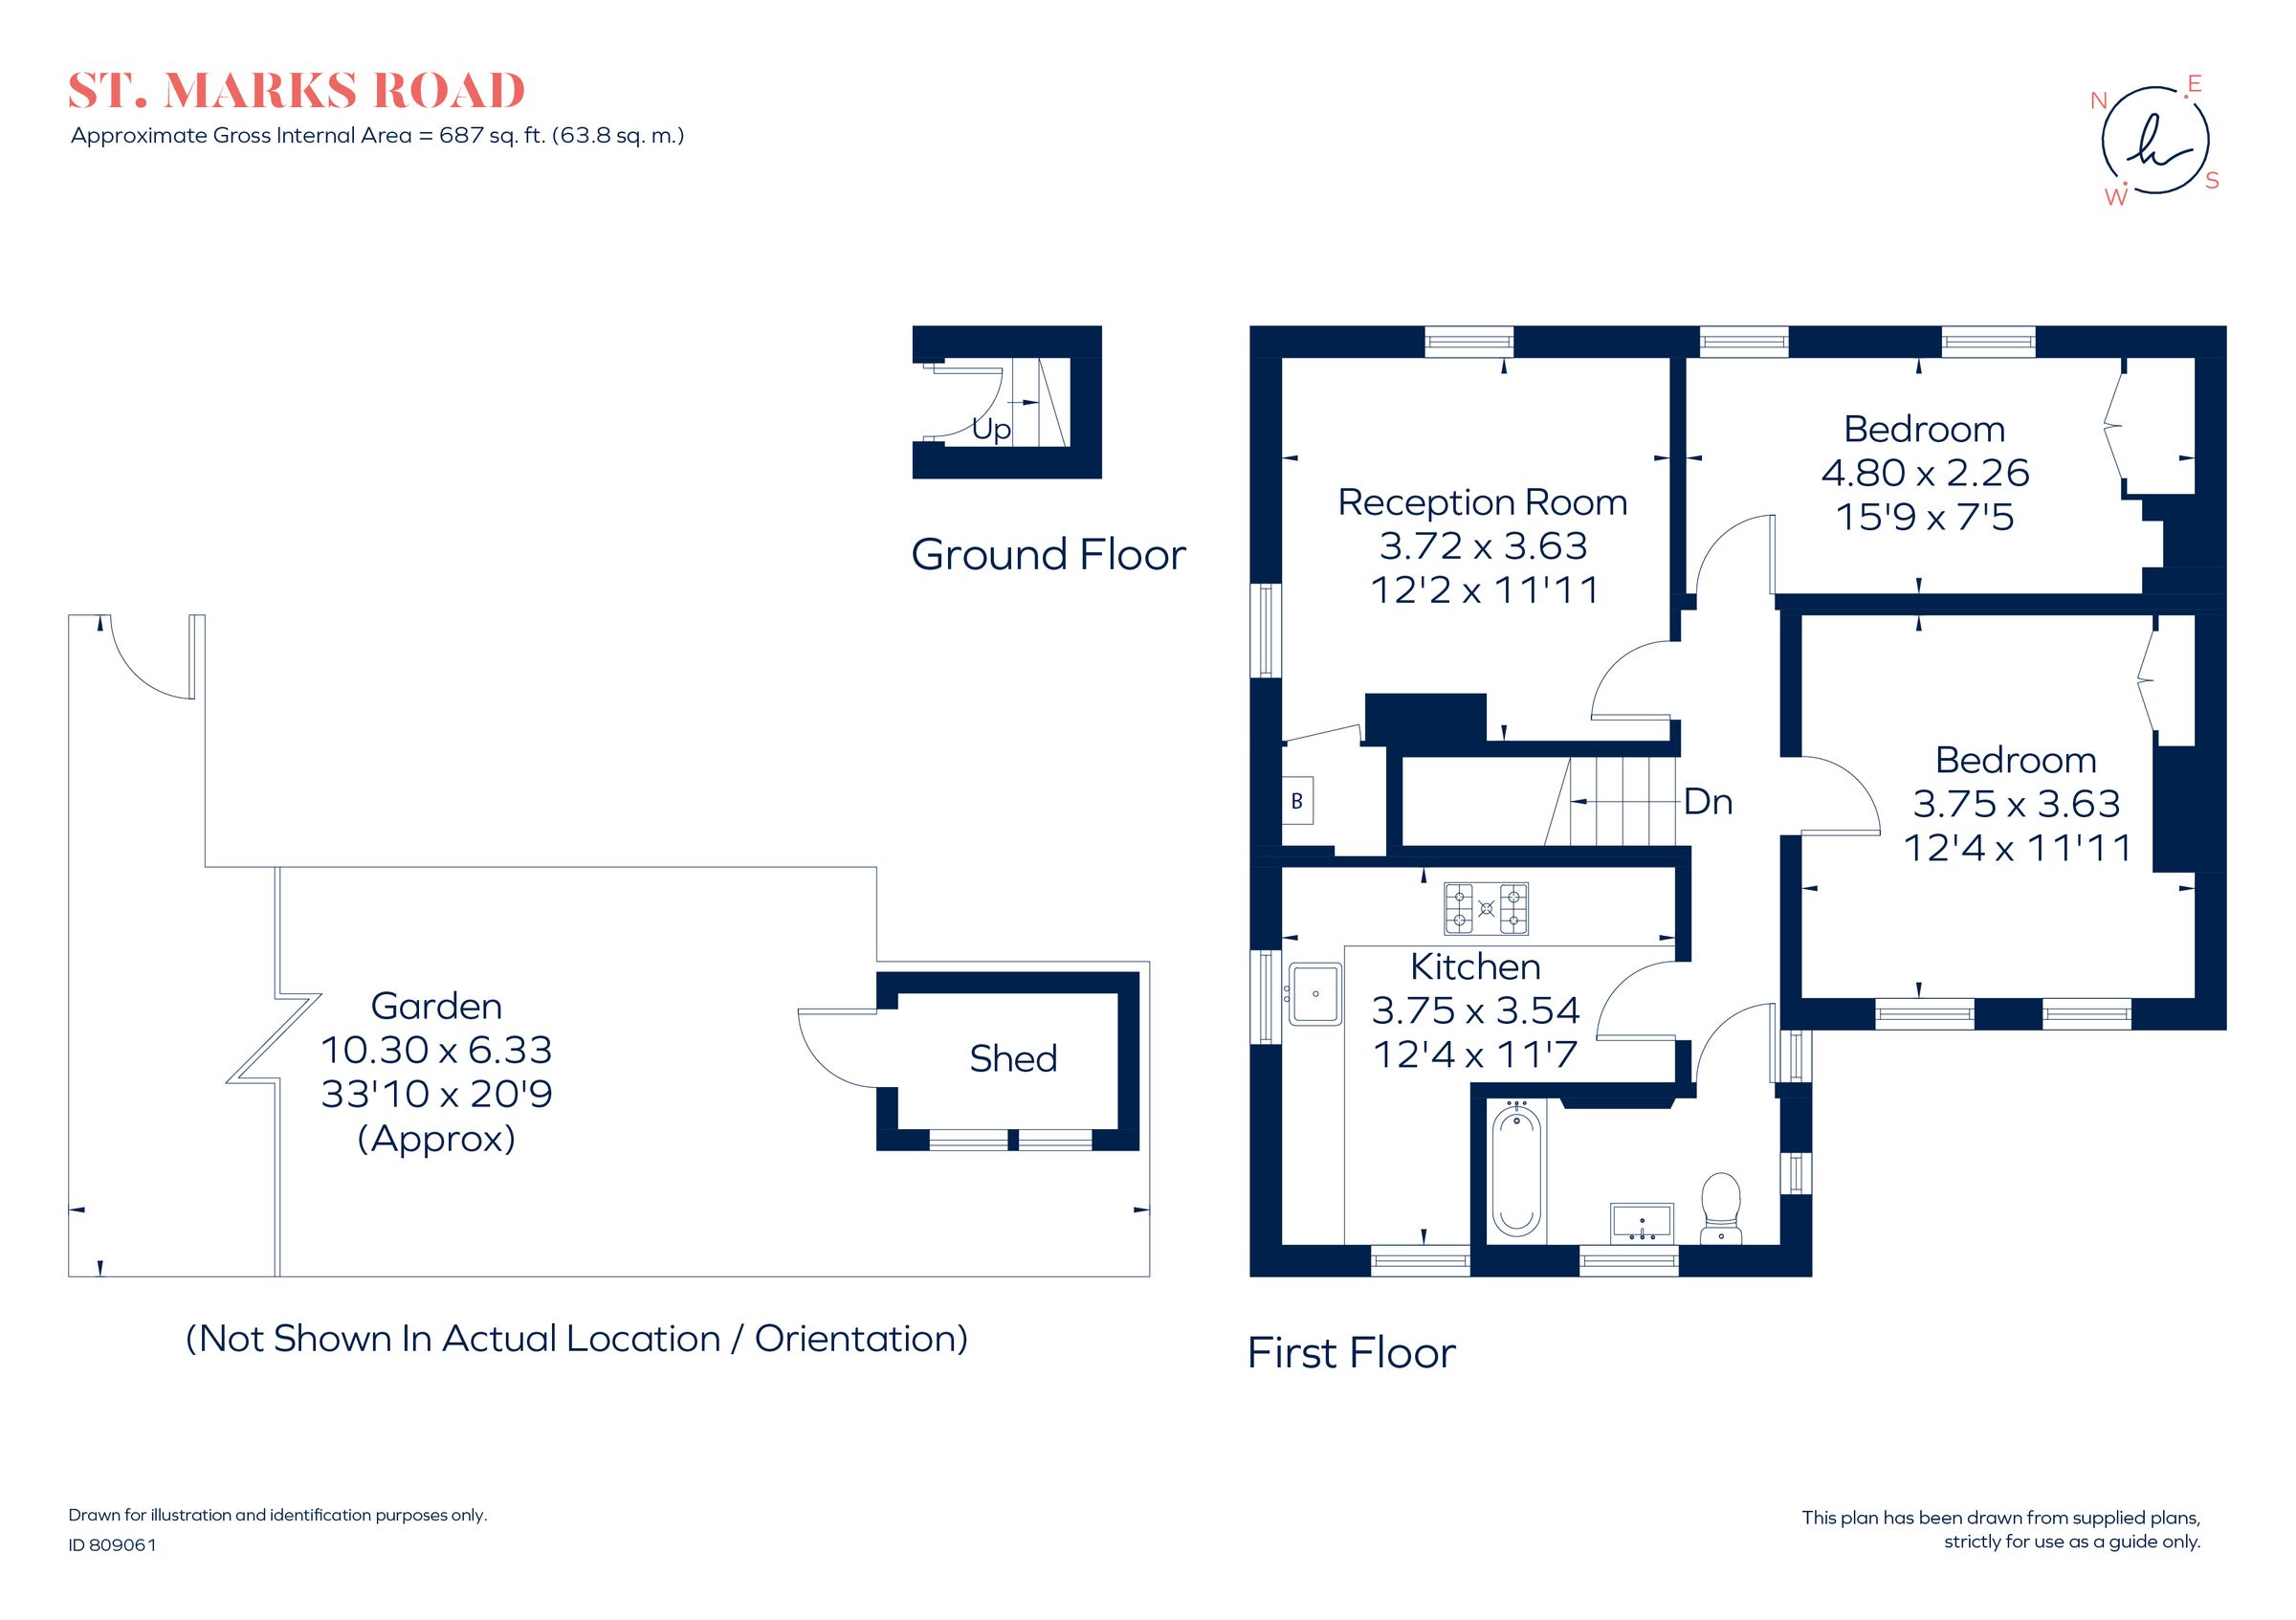 ST. MARKS ROAD
Approximate Gross Internal Area = 687 sq. ft. (63.8 sq. m.)
N
E
S
W
Up
Ground Floor
Reception Room
3.72 x 3.63
12'2 x 11'11
Bedroom
4.80 x 2.26
15'9 x 7'5
Bedroom
3.75 x 3.63
12'4 x 11'11
B
Dn
Kitchen
3.75 x 3.54
12'4 x 11'7
Garden
10.30 x 6.33
33'10 x 20'9
(Approx)
Shed
(Not Shown In Actual Location / Orientation)
First Floor
Drawn for illustration and identification purposes only.
ID 809061
This plan has been drawn from supplied plans,
strictly for use as a guide only.